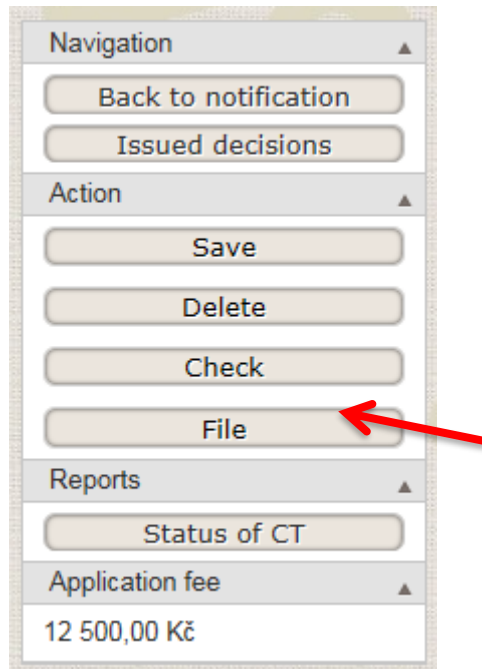 Navigation
Back to notification
Issued decisions
Action
Save
Delete
Check
File
Reports
Status of CT
Application fee
12 500,00 Kč